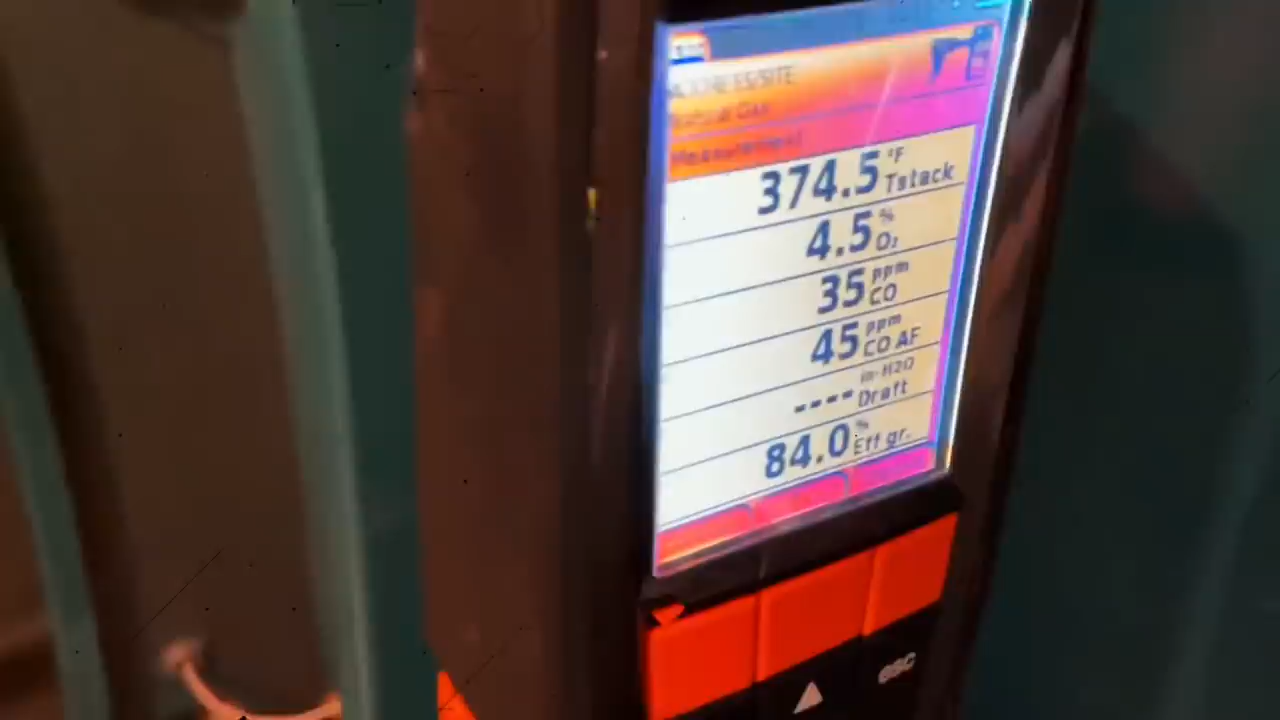 Natural Gas
Measurement
374.5 °F Tstack
4.5 % O₂
35 ppm CO
45 ppm CO AF
---- in H2O Draft
84.0 % Eff gr.
esc